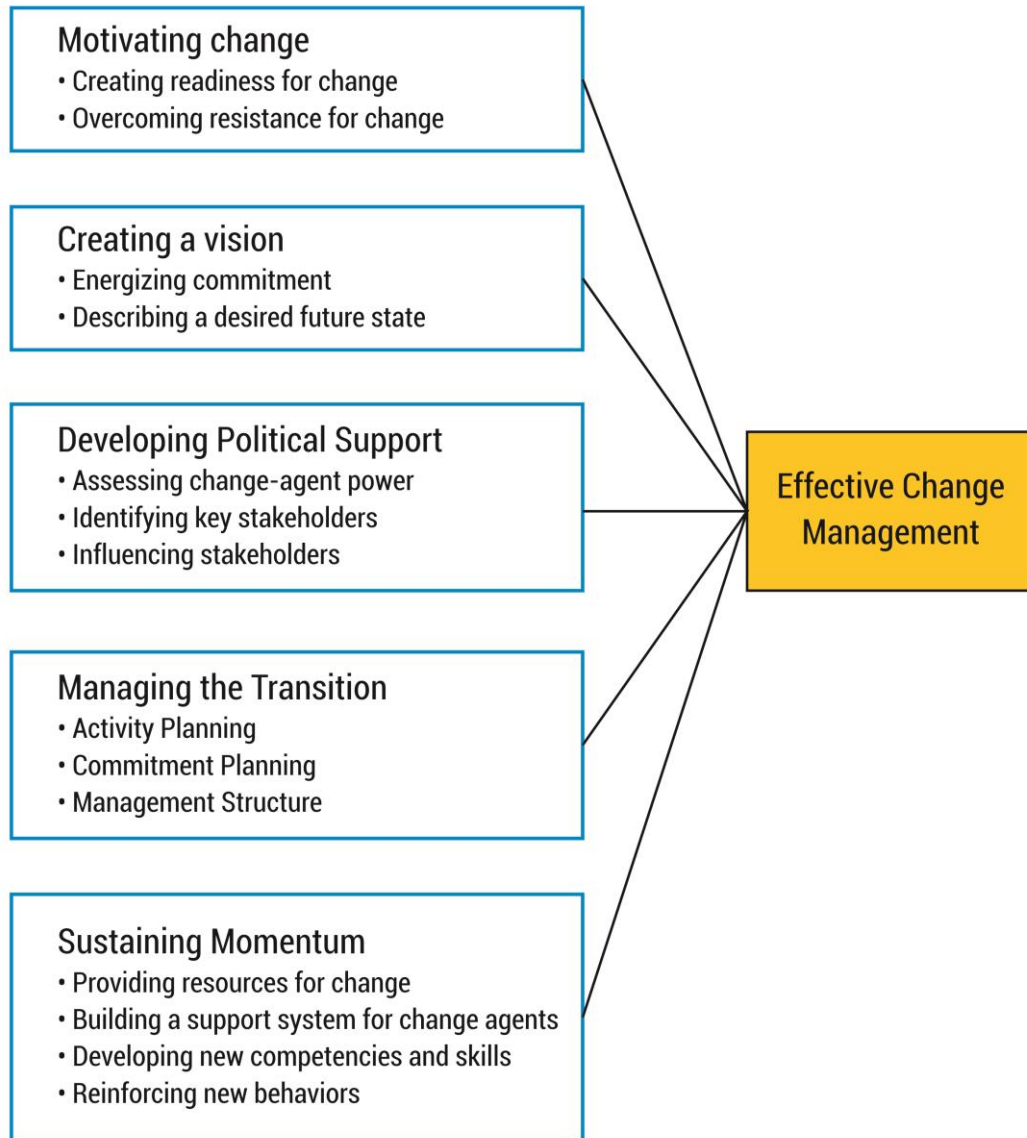 Motivating change
• Creating readiness for change
• Overcoming resistance for change
Creating a vision
• Energizing commitment
• Describing a desired future state
Developing Political Support
• Assessing change-agent power
• Identifying key stakeholders
• Influencing stakeholders
Effective Change
Management
Managing the Transition
• Activity Planning
• Commitment Planning
• Management Structure
Sustaining Momentum
• Providing resources for change
• Building a support system for change agents
• Developing new competencies and skills
• Reinforcing new behaviors